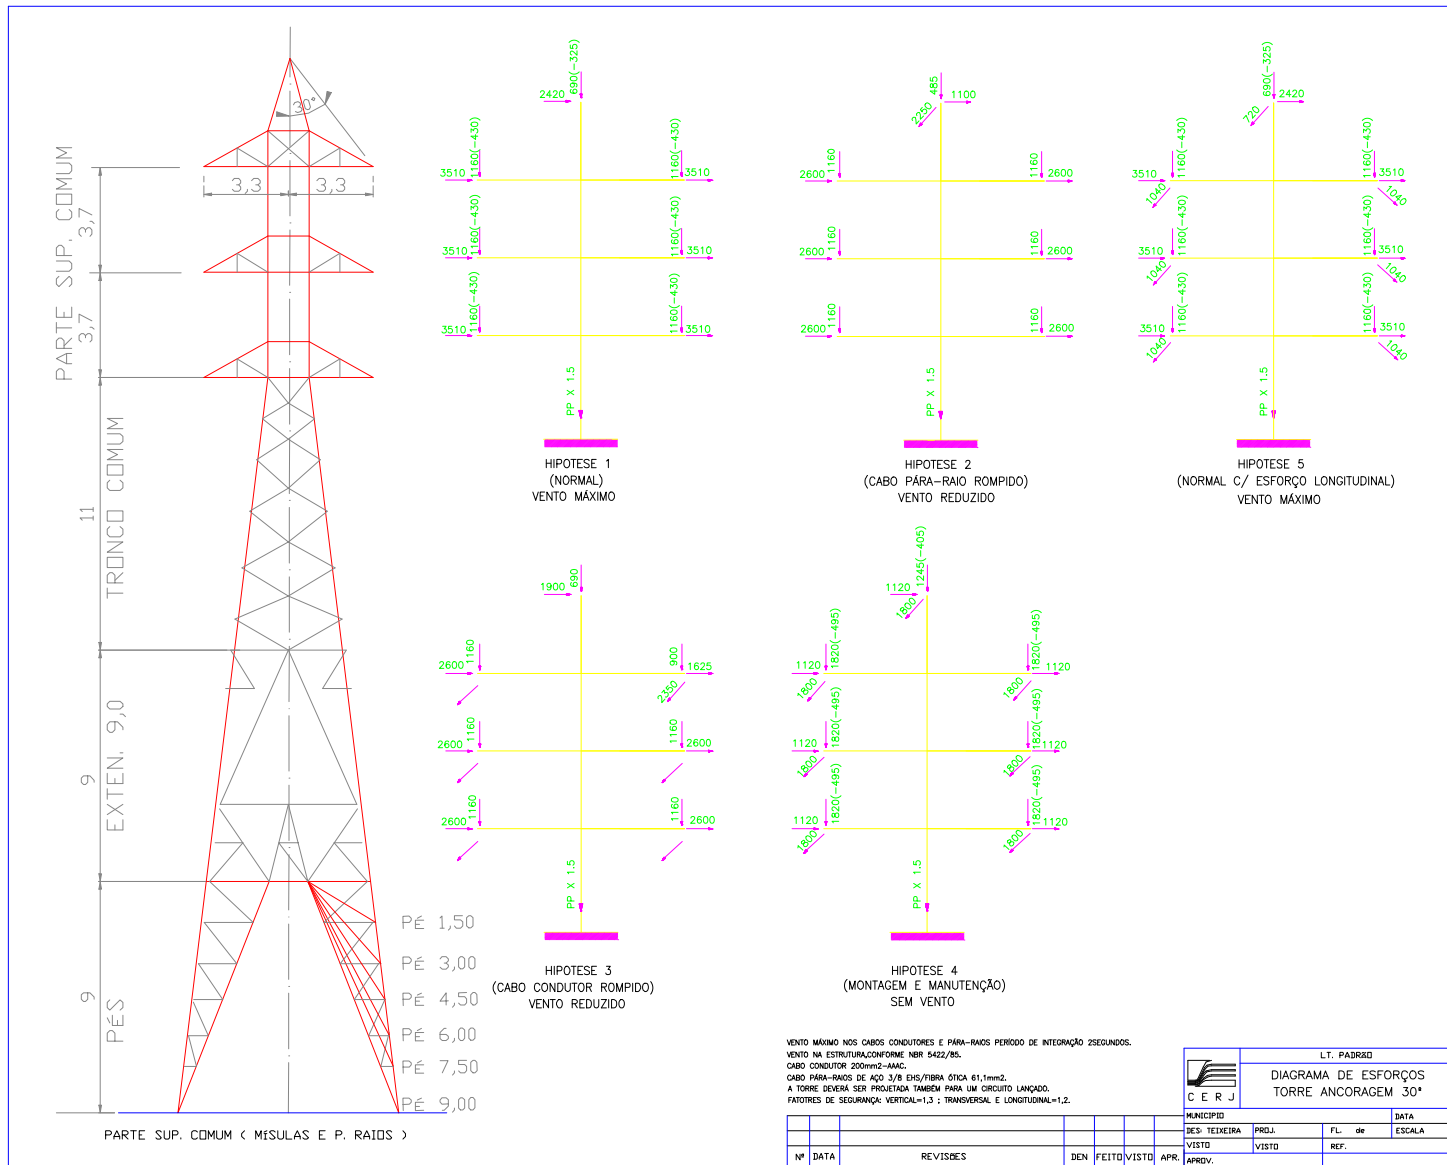 30°
3,3
3,3
PARTE SUP. COMUM
3,7
3,7
TRONCO COMUM
11
EXTEN. 9,0
9
PÉS
9
PÉ 1,50
PÉ 3,00
PÉ 4,50
PÉ 6,00
PÉ 7,50
PÉ 9,00
PARTE SUP. COMUM ( MÍSULAS E P. RAIOS )
2420
690(-325)
3510
1160(-430)
1160(-430)
3510
3510
1160(-430)
1160(-430)
3510
3510
1160(-430)
1160(-430)
3510
PP X 1.5
HIPOTESE 1
(NORMAL)
VENTO MÁXIMO
485
1100
2250
2600
1160
1160
2600
2600
1160
1160
2600
2600
1160
1160
2600
PP X 1.5
HIPOTESE 2
(CABO PÁRA-RAIO ROMPIDO)
VENTO REDUZIDO
690(-325)
2420
720
3510
1160(-430)
1160(-430)
3510
1040
1040
3510
1160(-430)
1160(-430)
3510
1040
1040
3510
1160(-430)
1160(-430)
3510
1040
1040
PP X 1.5
HIPOTESE 5
(NORMAL C/ ESFORÇO LONGITUDINAL)
VENTO MÁXIMO
1900
690
2600
1160
900
1625
2350
2600
1160
1160
2600
2600
1160
1160
2600
PP X 1.5
HIPOTESE 3
(CABO CONDUTOR ROMPIDO)
VENTO REDUZIDO
1120
1245(-405)
1800
1120
1820(-495)
1820(-495)
1120
1800
1800
1120
1820(-495)
1820(-495)
1120
1800
1800
1120
1820(-495)
1820(-495)
1120
1800
1800
PP X 1.5
HIPOTESE 4
(MONTAGEM E MANUTENÇÃO)
SEM VENTO
VENTO MÁXIMO NOS CABOS CONDUTORES E PÁRA-RAIOS PERÍODO DE INTEGRAÇÃO 2SEGUNDOS.
VENTO NA ESTRUTURA,CONFORME NBR 5422/85.
CABO CONDUTOR 200mm2-AAAC.
CABO PÁRA-RAIOS DE AÇO 3/8 EHS/FIBRA ÓTICA 61,1mm2.
A TORRE DEVERÁ SER PROJETADA TAMBÉM PARA UM CIRCUITO LANÇADO.
FATOTRES DE SEGURANÇA: VERTICAL=1,3 ; TRANSVERSAL E LONGITUDINAL=1,2.
Nº DATA REVISÕES DEN FEITO VISTO APR.
CERJ
LT. PADRÃO
DIAGRAMA DE ESFORÇOS
TORRE ANCORAGEM 30°
MUNICIPIO DATA
DES: TEIXEIRA PROJ. FL. de ESCALA
VISTO VISTO REF.
APROV.